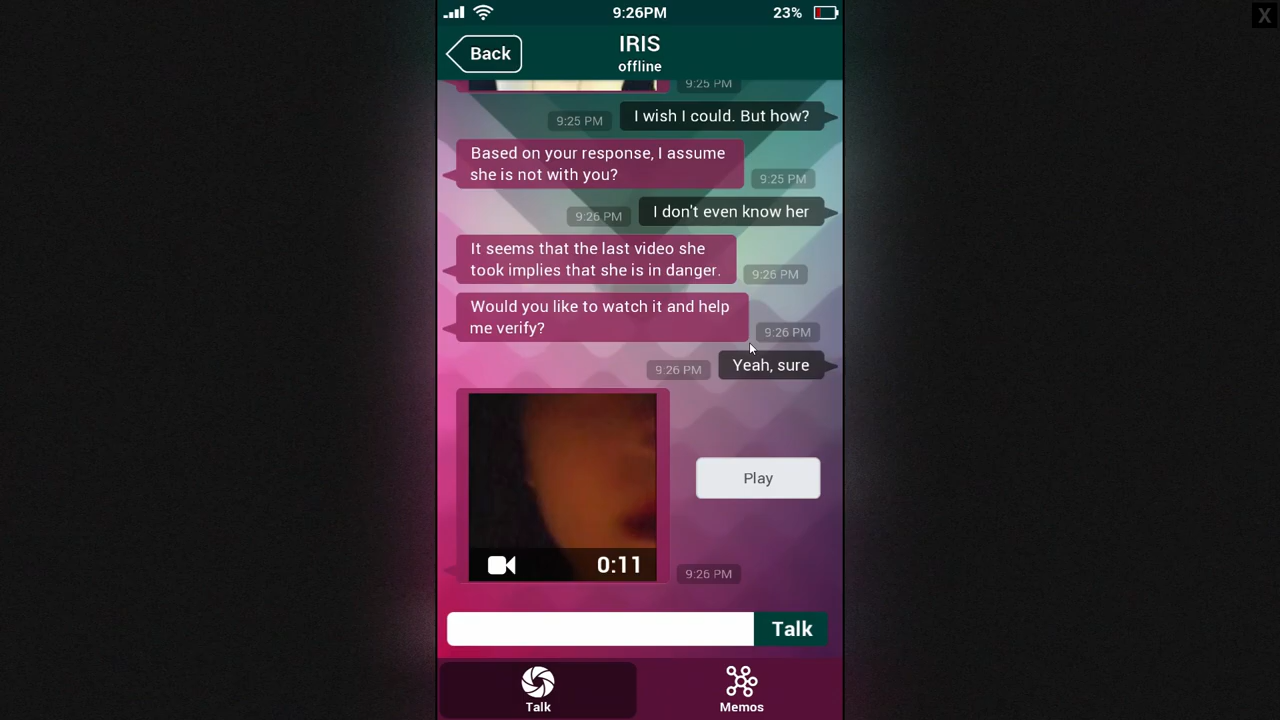 9:26PM
23%
X
Back
IRIS
offline
9:25 PM
I wish I could. But how?
9:25 PM
Based on your response, I assume
she is not with you?
9:25 PM
I don't even know her
9:26 PM
It seems that the last video she
took implies that she is in danger.
9:26 PM
Would you like to watch it and help
me verify?
9:26 PM
Yeah, sure
9:26 PM
Play
0:11
9:26 PM
Talk
Talk
Memos